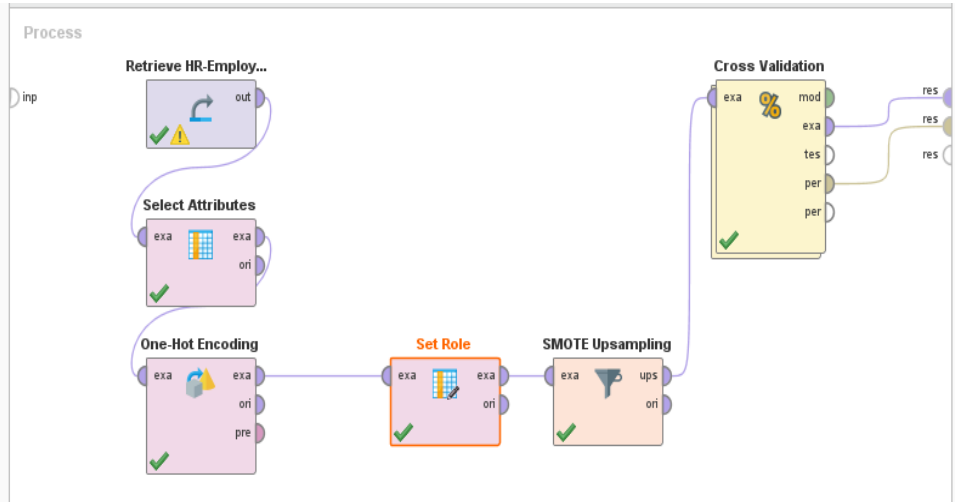 Process
inp
Retrieve HR-Employ...
out
Select Attributes
exa exa
ori
One-Hot Encoding
exa exa
ori
pre
Set Role
exa exa
ori
SMOTE Upsampling
exa ups
ori
Cross Validation
exa % mod
exa
tes
per
per
res
res
res